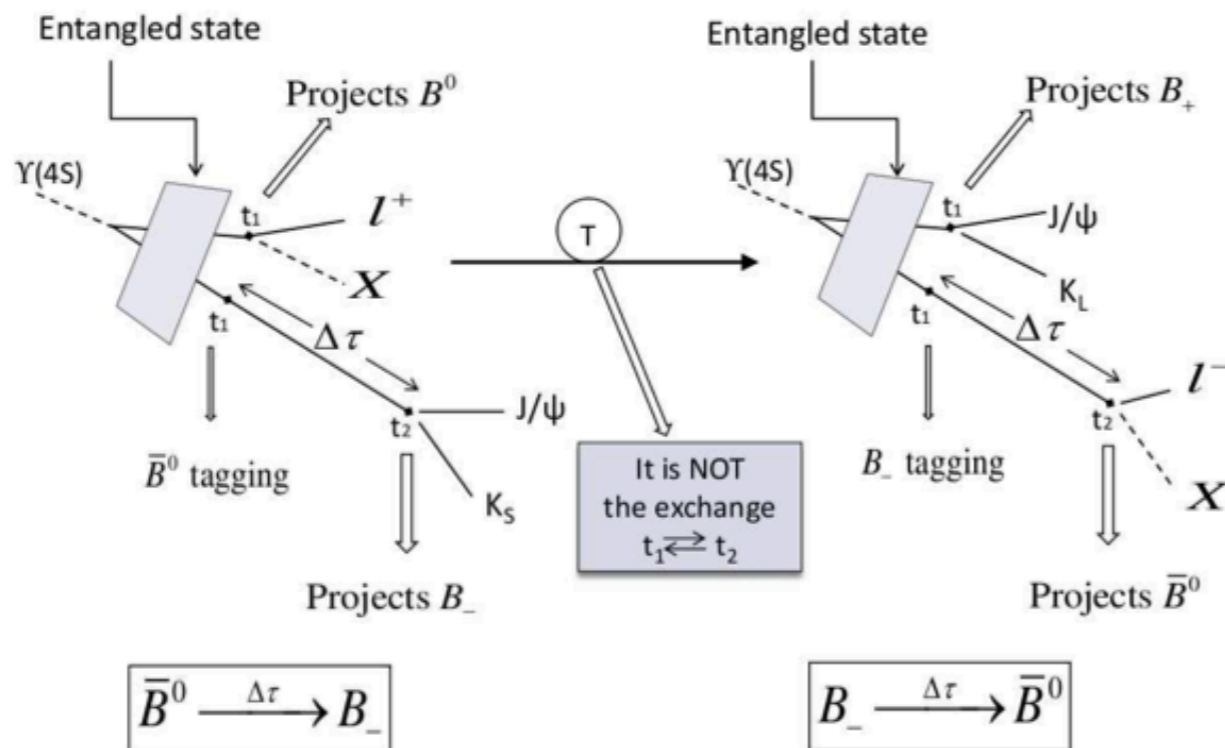 Entangled state
Projects B⁰
ϒ(4S)
t₁
l⁺
X
t₁
Δτ
J/ψ
t₂
B̅⁰ tagging
K_S
Projects B₋
B̅⁰ Δτ⟶ B₋
T
It is NOT
the exchange
t₁⇄t₂
Entangled state
Projects B₊
ϒ(4S)
t₁
J/ψ
K_L
t₁
Δτ
l⁻
t₂
B₋ tagging
X
Projects B̅⁰
B₋ Δτ⟶ B̅⁰